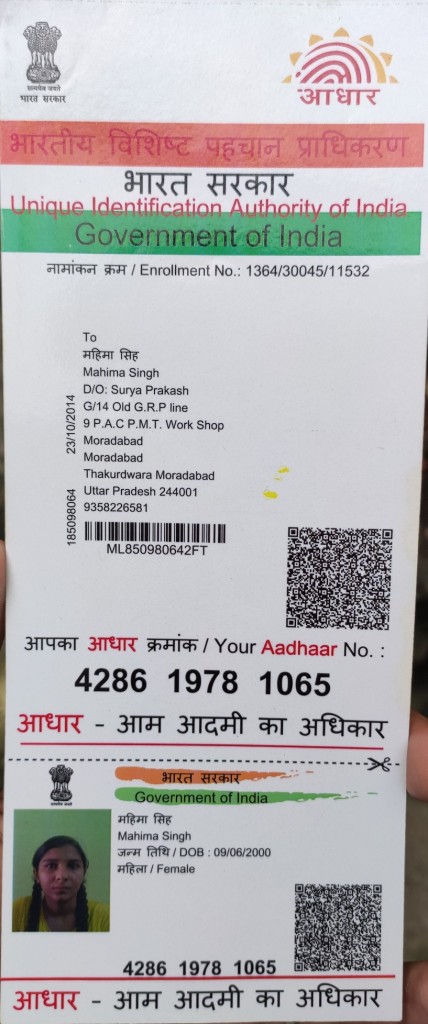 सत्यमेव जयते
भारत सरकार
आधार
भारतीय विशिष्ट पहचान प्राधिकरण
भारत सरकार
Unique Identification Authority of India
Government of India
नामांकन क्रम / Enrollment No.: 1364/30045/11532
To
महिमा सिह
Mahima Singh
D/O: Surya Prakash
G/14 Old G.R.P line
9 P.A.C P.M.T. Work Shop
Moradabad
Moradabad
Thakurdwara Moradabad
Uttar Pradesh 244001
9358226581
185098064 23/10/2014
ML850980642FT
आपका आधार क्रमांक / Your Aadhaar No. :
4286 1978 1065
आधार - आम आदमी का अधिकार
भारत सरकार
Government of India
महिमा सिह
Mahima Singh
जन्म तिथि / DOB : 09/06/2000
महिला / Female
4286 1978 1065
आधार - आम आदमी का अधिकार